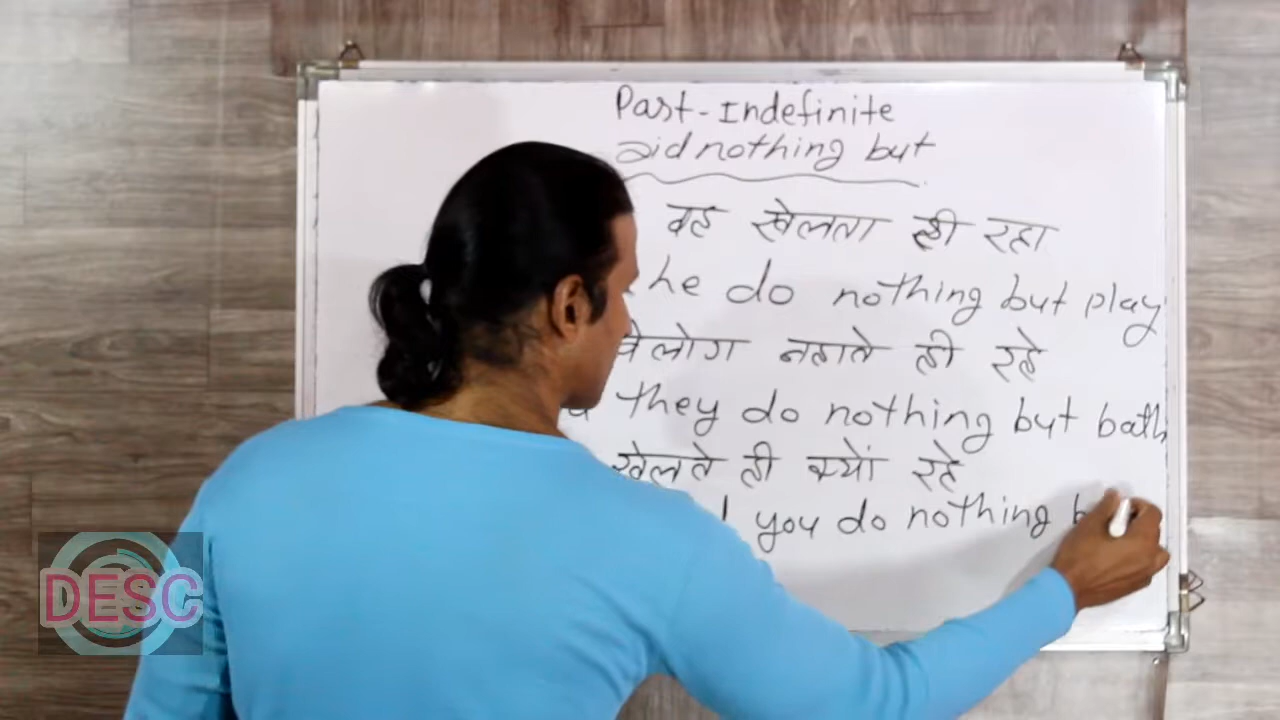 Past-Indefinite
did nothing but
वह खेलता ही रहा
he do nothing but play
वे लोग नहाते ही रहे
they do nothing but bath
खेलते ही क्यों रहे
you do nothing
DESC